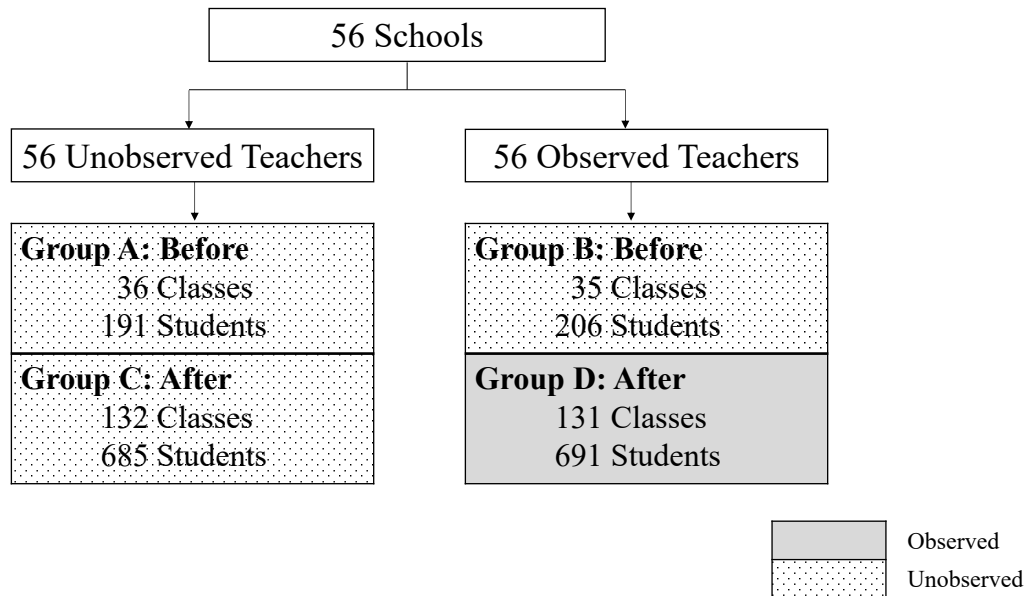 56 Schools
56 Unobserved Teachers
56 Observed Teachers
Group A: Before
36 Classes
191 Students
Group B: Before
35 Classes
206 Students
Group C: After
132 Classes
685 Students
Group D: After
131 Classes
691 Students
Observed
Unobserved